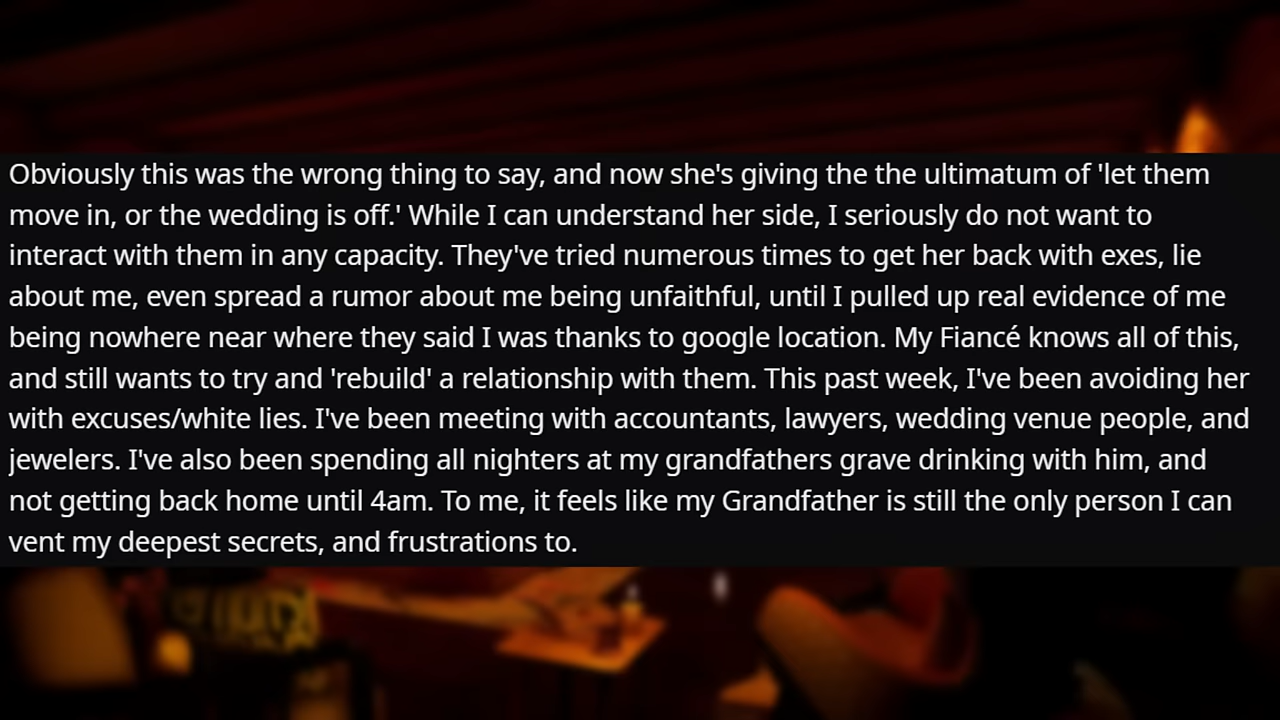 Obviously this was the wrong thing to say, and now she's giving the the ultimatum of 'let them
move in, or the wedding is off.' While I can understand her side, I seriously do not want to
interact with them in any capacity. They've tried numerous times to get her back with exes, lie
about me, even spread a rumor about me being unfaithful, until I pulled up real evidence of me
being nowhere near where they said I was thanks to google location. My Fiancé knows all of this,
and still wants to try and 'rebuild' a relationship with them. This past week, I've been avoiding her
with excuses/white lies. I've been meeting with accountants, lawyers, wedding venue people, and
jewelers. I've also been spending all nighters at my grandfathers grave drinking with him, and
not getting back home until 4am. To me, it feels like my Grandfather is still the only person I can
vent my deepest secrets, and frustrations to.